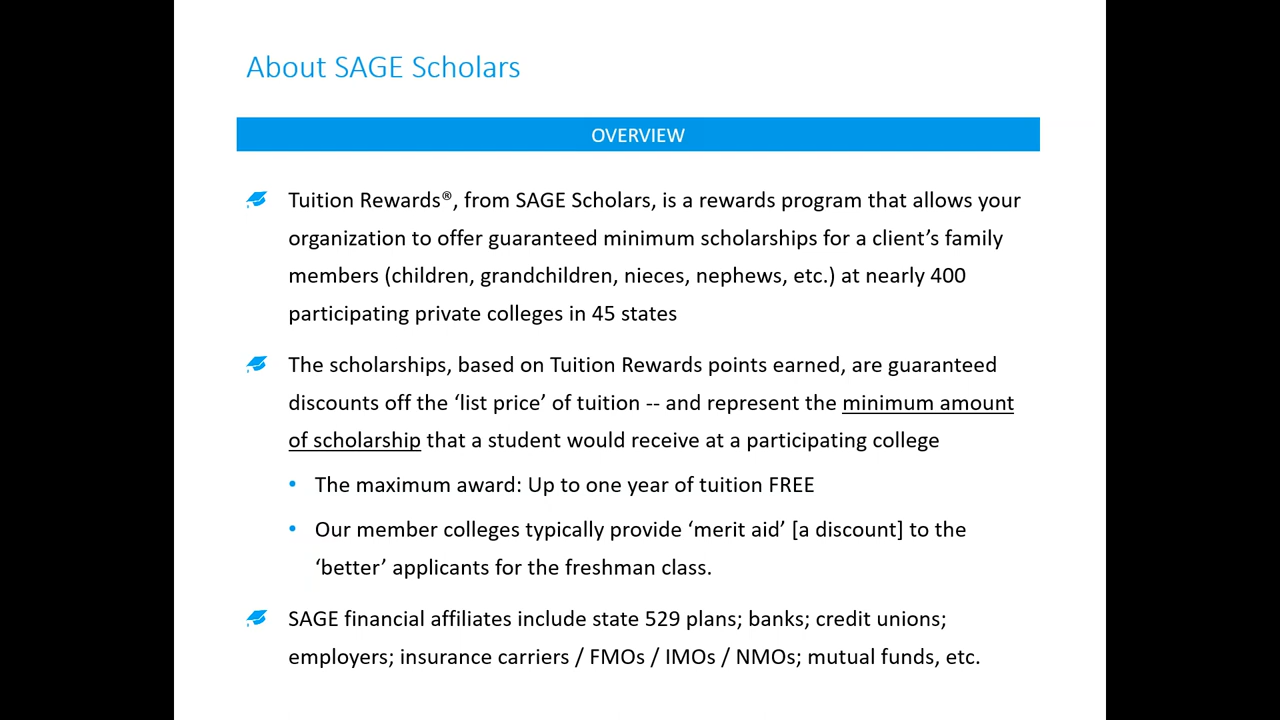 About SAGE Scholars
OVERVIEW
Tuition Rewards®, from SAGE Scholars, is a rewards program that allows your
organization to offer guaranteed minimum scholarships for a client’s family
members (children, grandchildren, nieces, nephews, etc.) at nearly 400
participating private colleges in 45 states
The scholarships, based on Tuition Rewards points earned, are guaranteed
discounts off the ‘list price’ of tuition -- and represent the minimum amount
of scholarship that a student would receive at a participating college
• The maximum award: Up to one year of tuition FREE
• Our member colleges typically provide ‘merit aid’ [a discount] to the
‘better’ applicants for the freshman class.
SAGE financial affiliates include state 529 plans; banks; credit unions;
employers; insurance carriers / FMOs / IMOs / NMOs; mutual funds, etc.